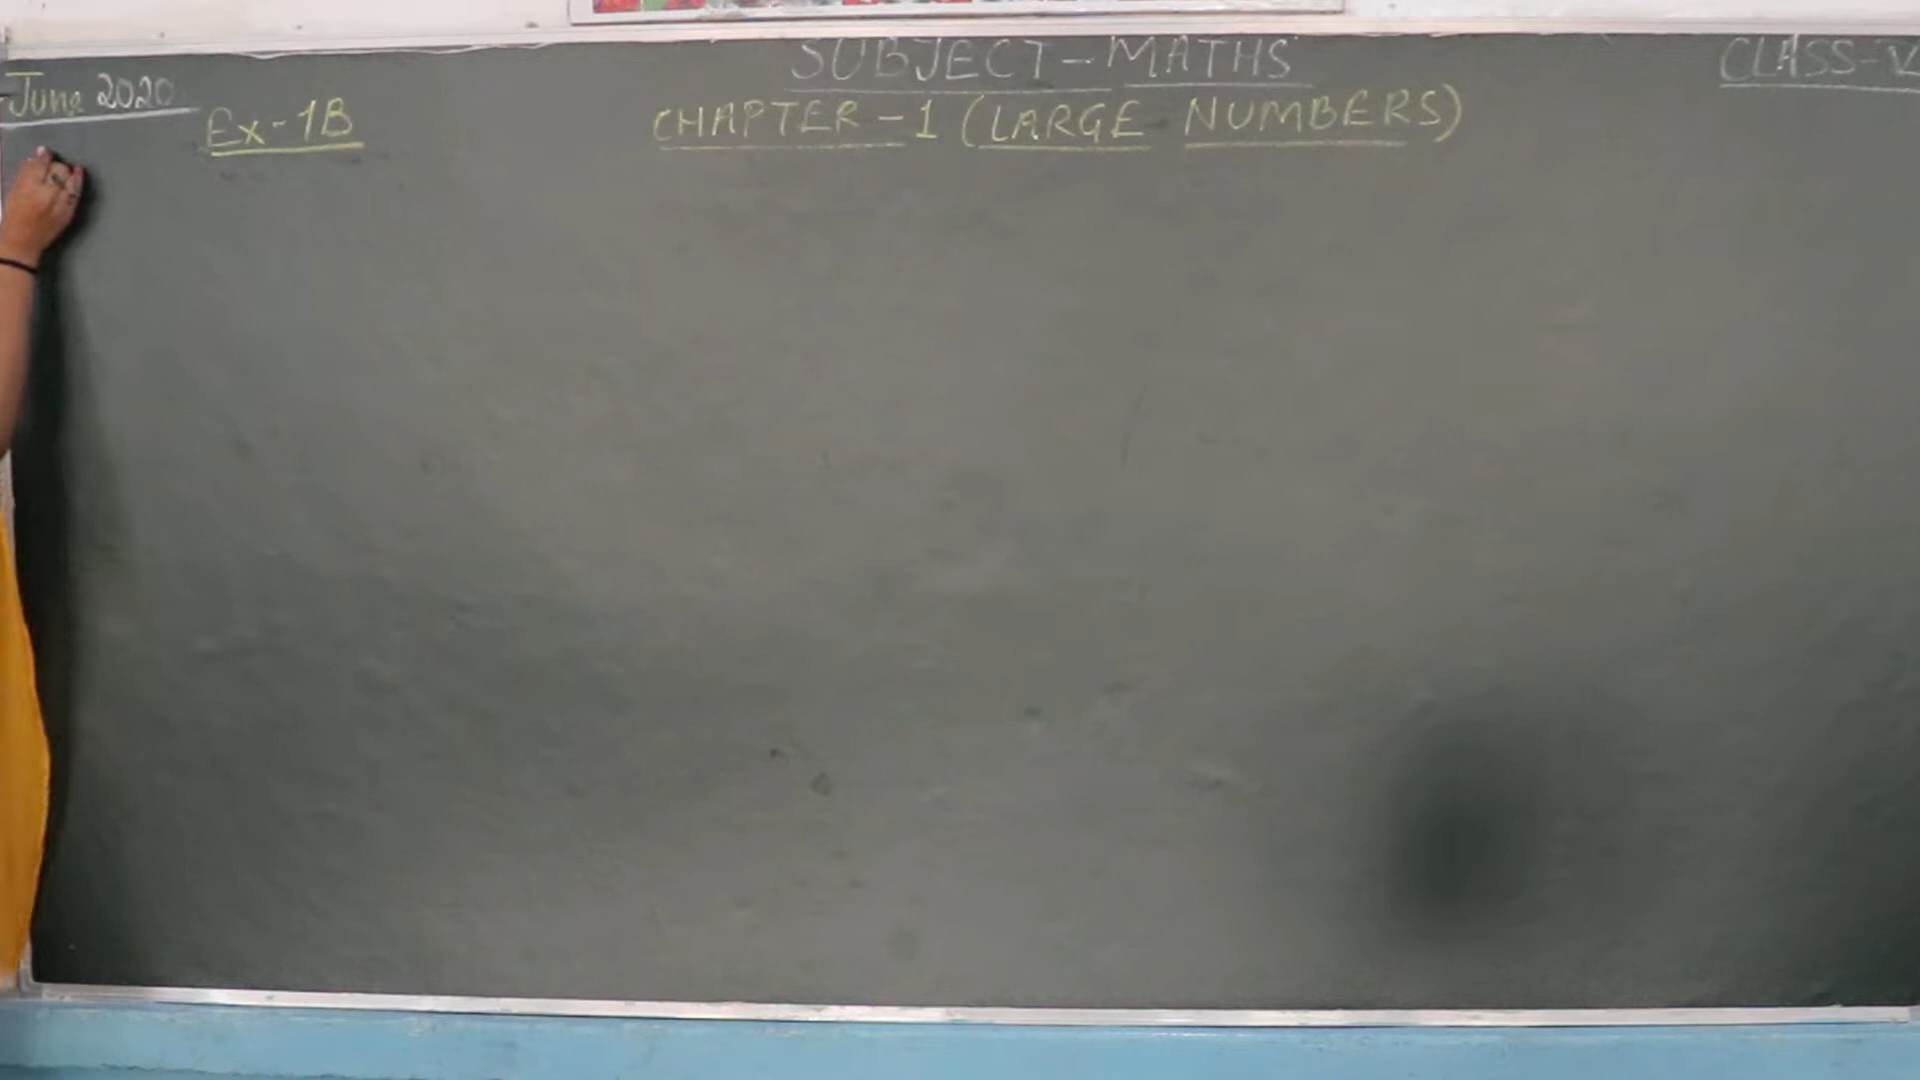 SUBJECT-MATHS
CLASS-V
June 2020
Ex-1B
CHAPTER-1 (LARGE NUMBERS)